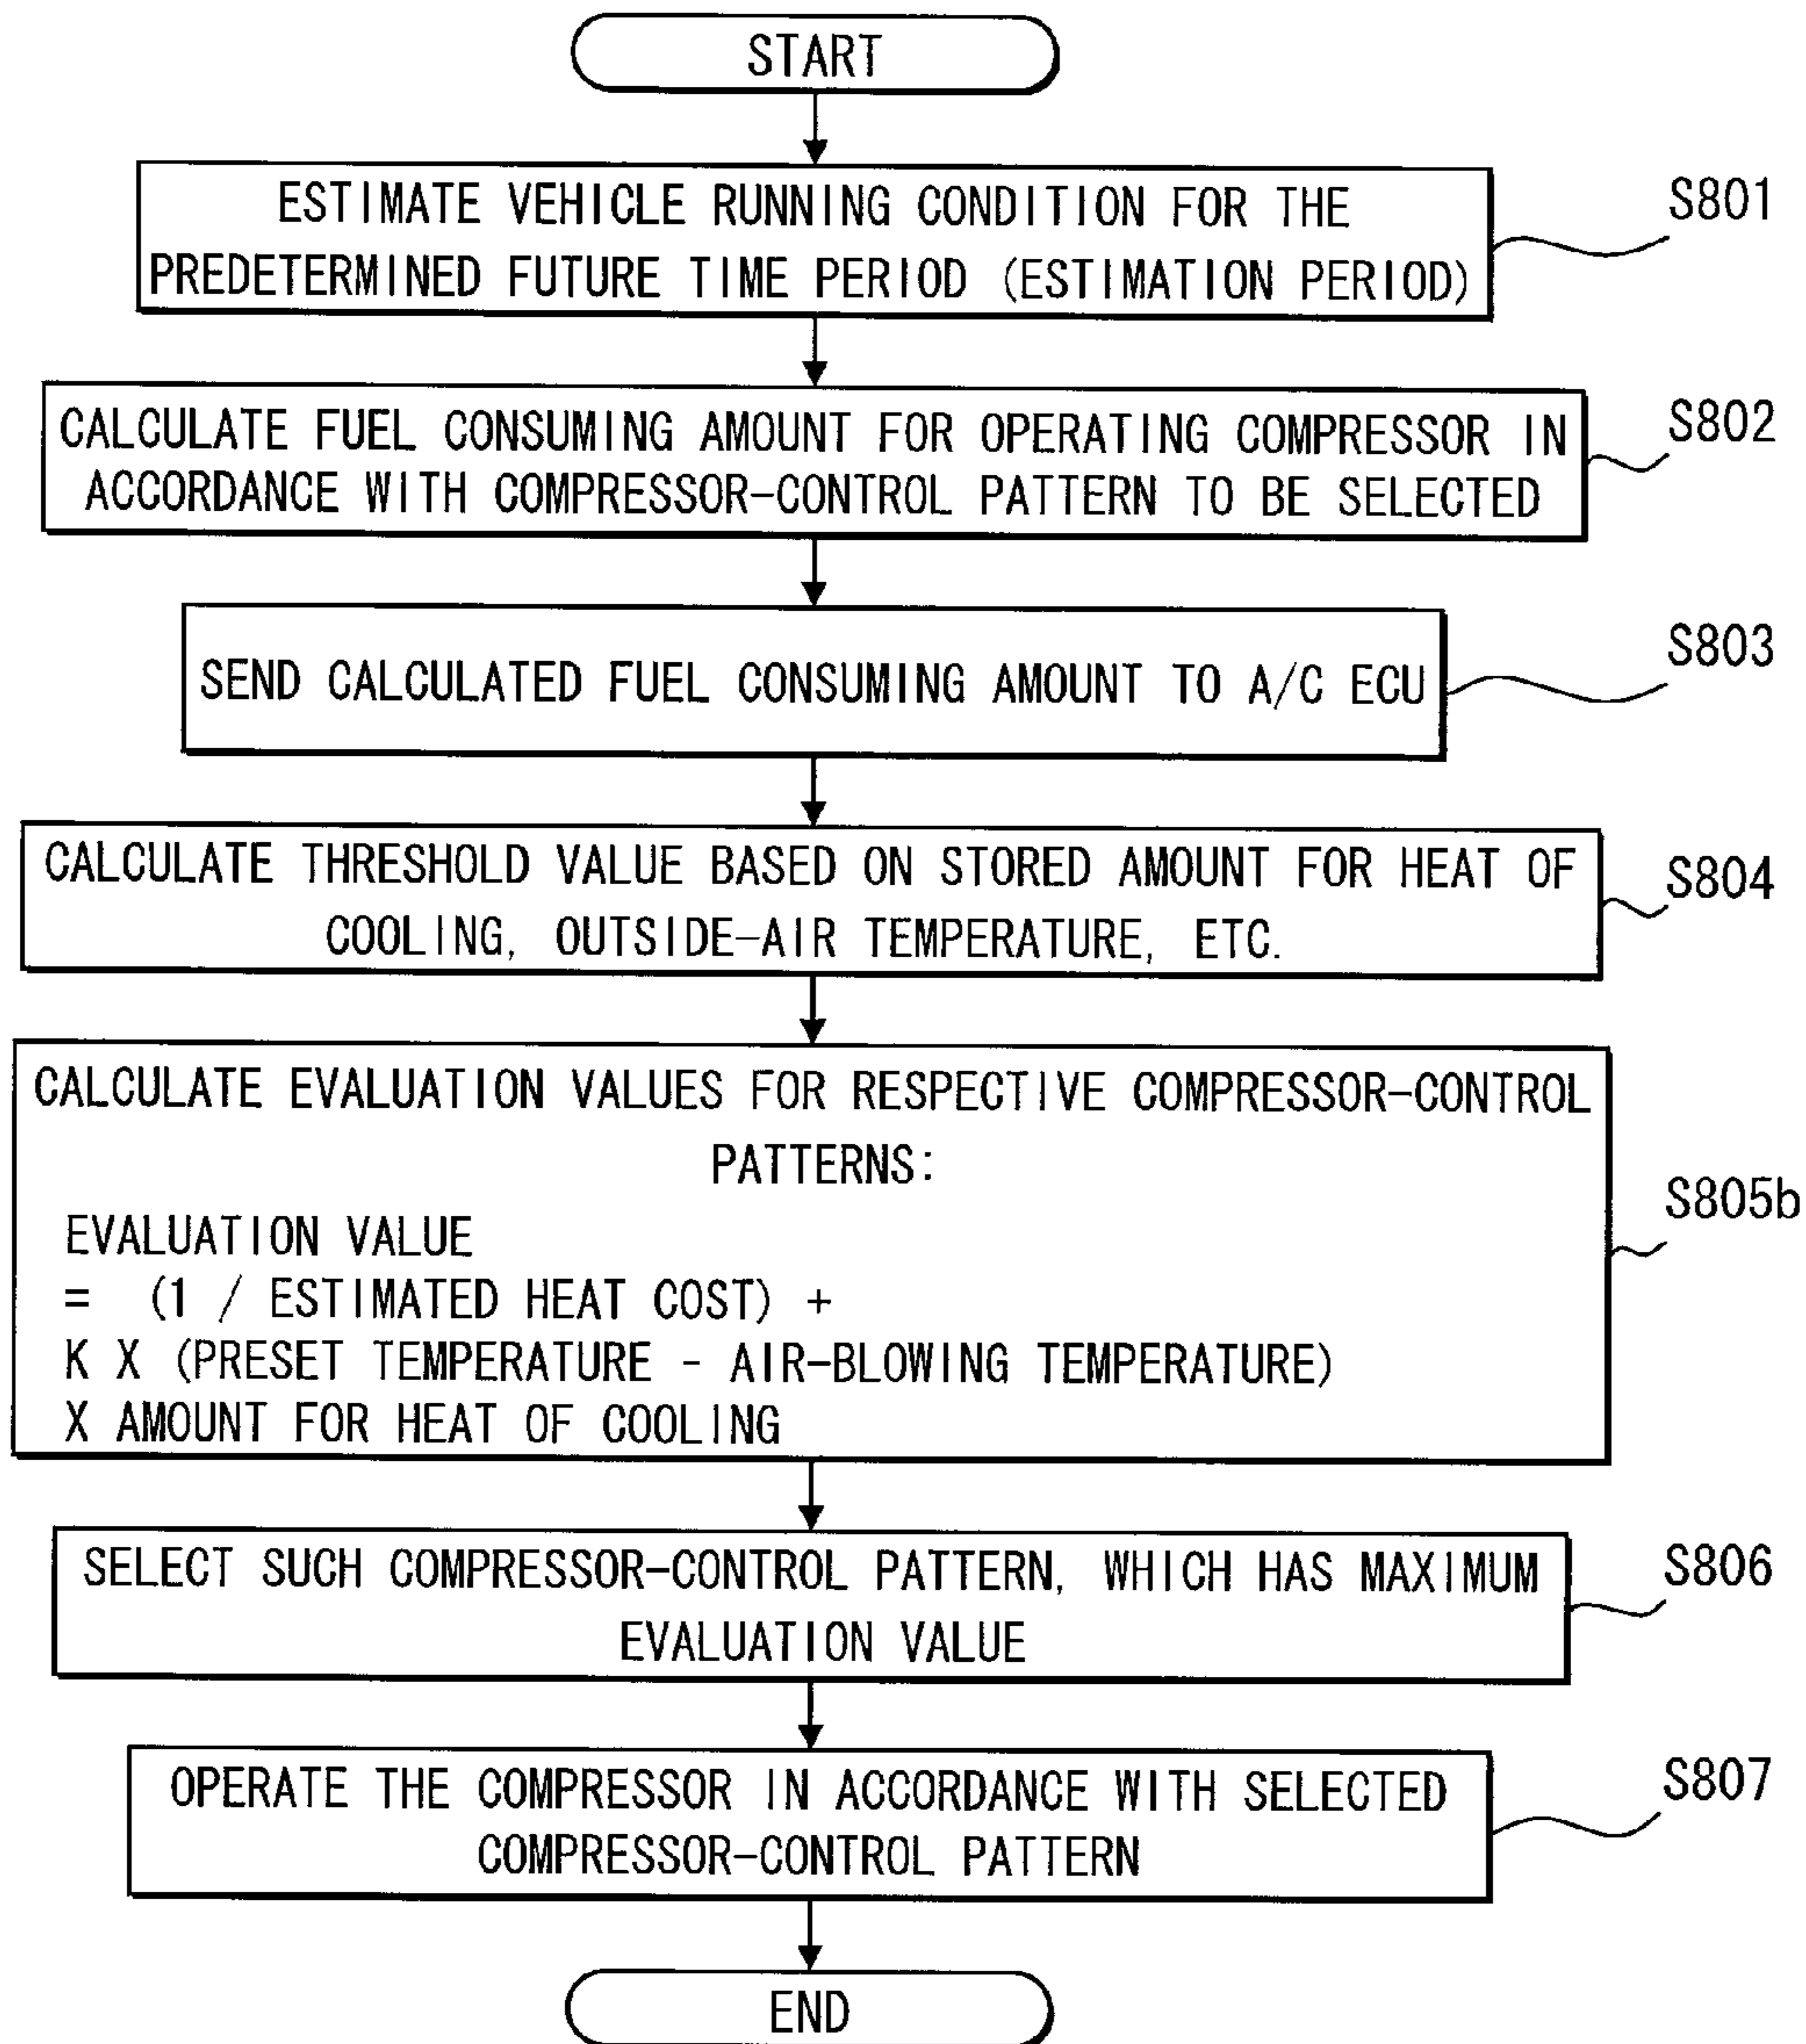 START
ESTIMATE VEHICLE RUNNING CONDITION FOR THE
PREDETERMINED FUTURE TIME PERIOD (ESTIMATION PERIOD)
S801
CALCULATE FUEL CONSUMING AMOUNT FOR OPERATING COMPRESSOR IN
ACCORDANCE WITH COMPRESSOR-CONTROL PATTERN TO BE SELECTED
S802
SEND CALCULATED FUEL CONSUMING AMOUNT TO A/C ECU
S803
CALCULATE THRESHOLD VALUE BASED ON STORED AMOUNT FOR HEAT OF
COOLING, OUTSIDE-AIR TEMPERATURE, ETC.
S804
CALCULATE EVALUATION VALUES FOR RESPECTIVE COMPRESSOR-CONTROL
PATTERNS:
EVALUATION VALUE
= (1 / ESTIMATED HEAT COST) +
K X (PRESET TEMPERATURE - AIR-BLOWING TEMPERATURE)
X AMOUNT FOR HEAT OF COOLING
S805b
SELECT SUCH COMPRESSOR-CONTROL PATTERN, WHICH HAS MAXIMUM
EVALUATION VALUE
S806
OPERATE THE COMPRESSOR IN ACCORDANCE WITH SELECTED
COMPRESSOR-CONTROL PATTERN
S807
END